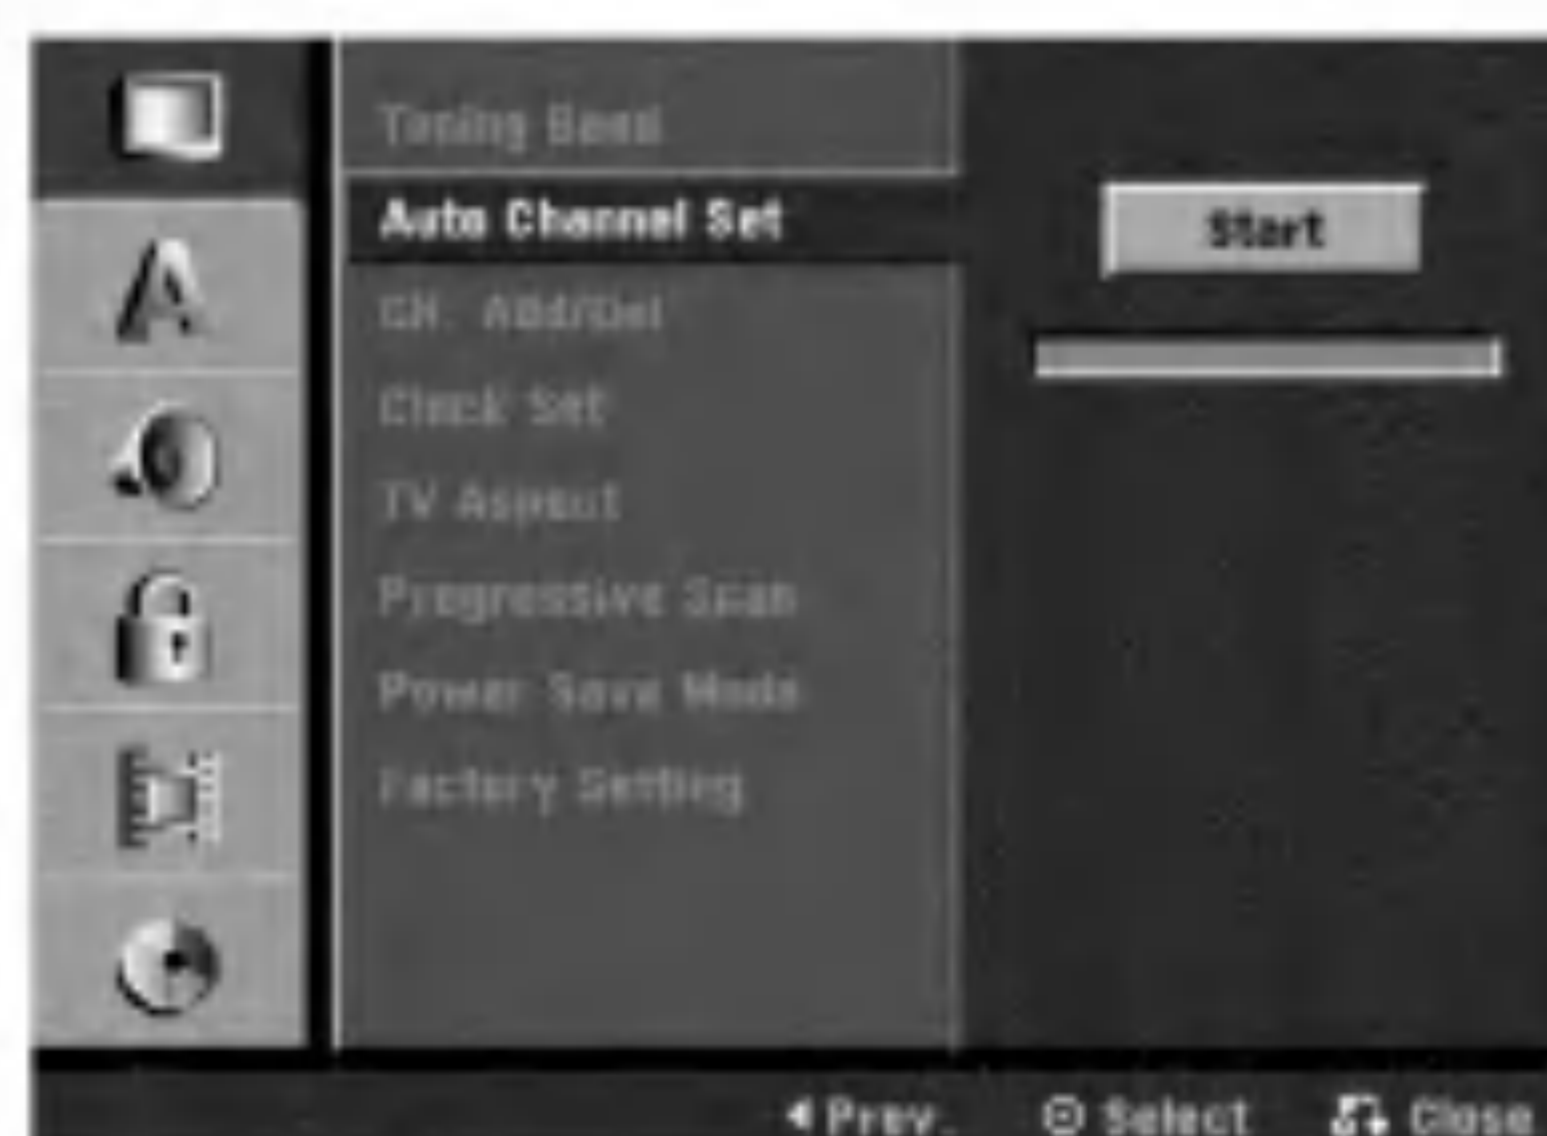 Tuning Band
Auto Channel Set
Start
CH. Add/Del
Clock Set
TV Aspect
Progressive Scan
Power Save Mode
Factory Setting
Prev.
Select
Close